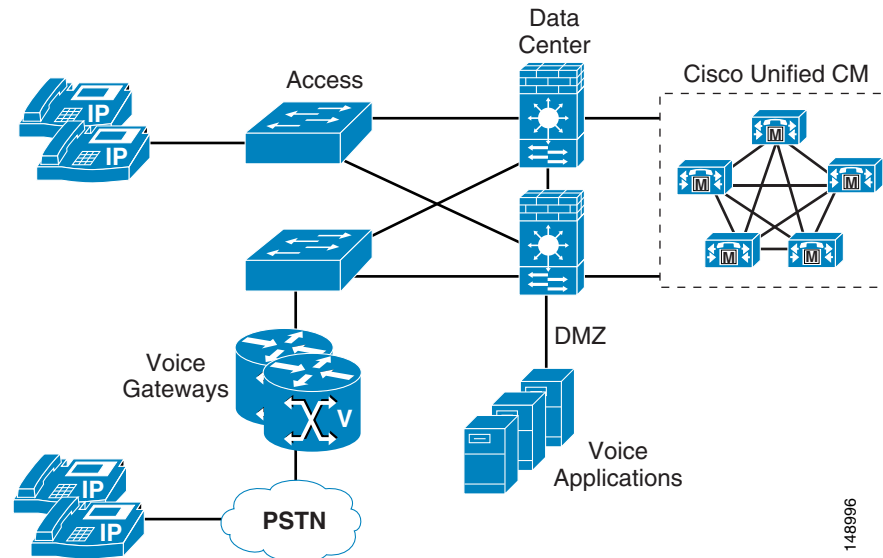 Data
Center
Access
Cisco Unified CM
IP
IP
M
M
M
M
M
DMZ
Voice
Gateways
V
Voice
Applications
IP
IP
PSTN
148996